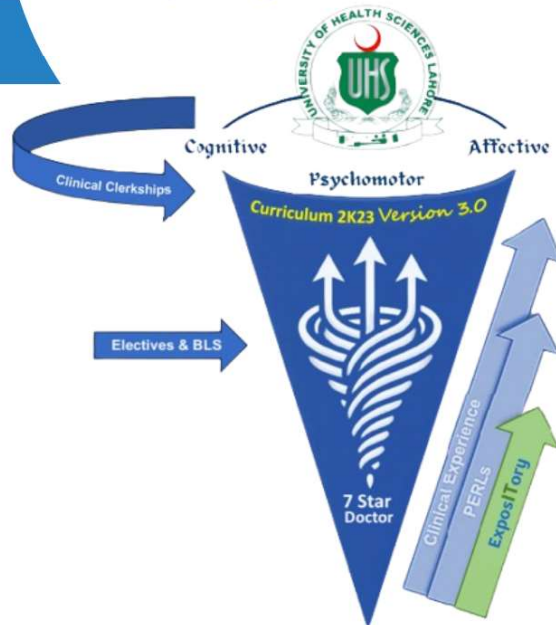 UNIVERSITY OF HEALTH SCIENCES LAHORE
UHS
Cognitive
Affective
Psychomotor
Clinical Clerkships
Curriculum 2K23 Version 3.0
Electives & BLS
7 Star
Doctor
Clinical Experience
PERLs
ExposITory